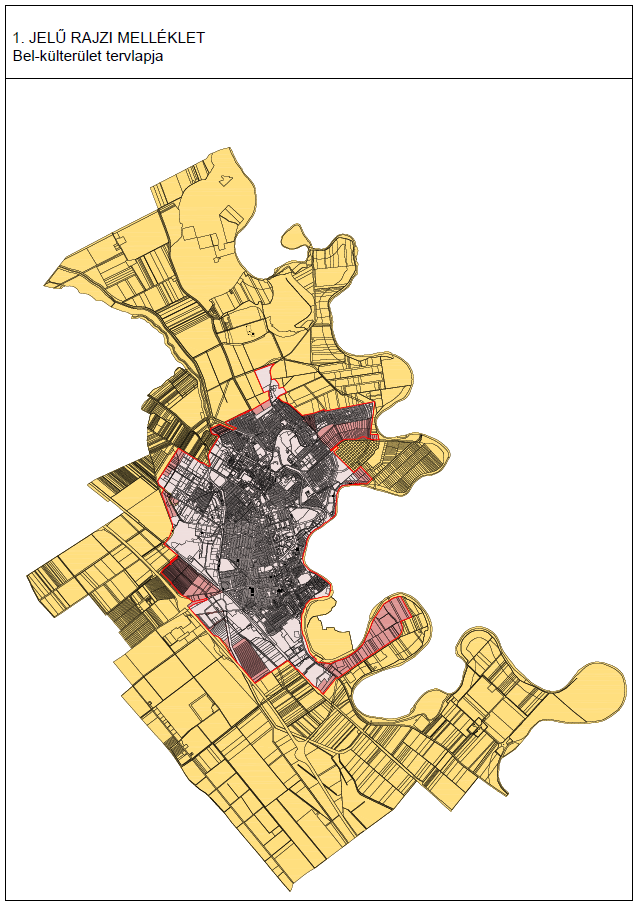 1. JELŰ RAJZI MELLÉKLET
Bel-külterület tervlapja